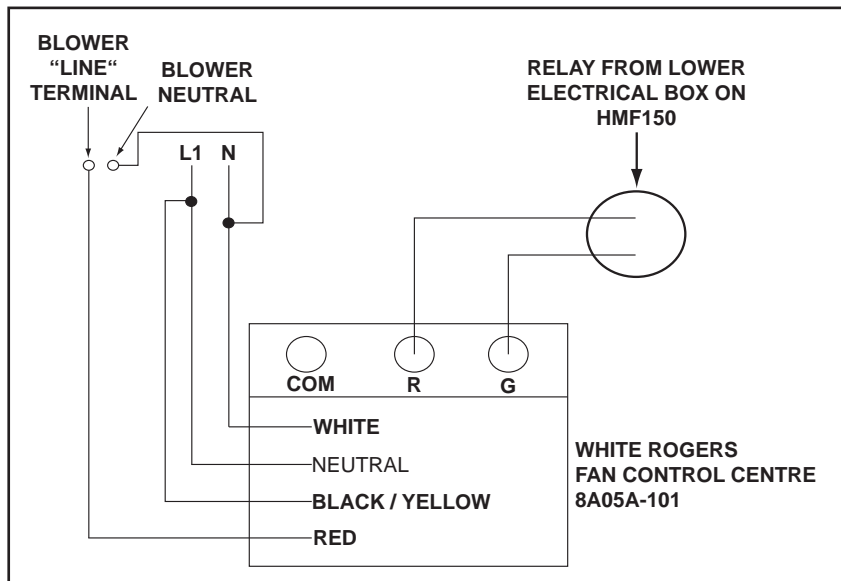 BLOWER
“LINE“
TERMINAL
BLOWER
NEUTRAL
L1 N
RELAY FROM LOWER
ELECTRICAL BOX ON
HMF150
COM R G
WHITE
NEUTRAL
BLACK / YELLOW
RED
WHITE ROGERS
FAN CONTROL CENTRE
8A05A-101